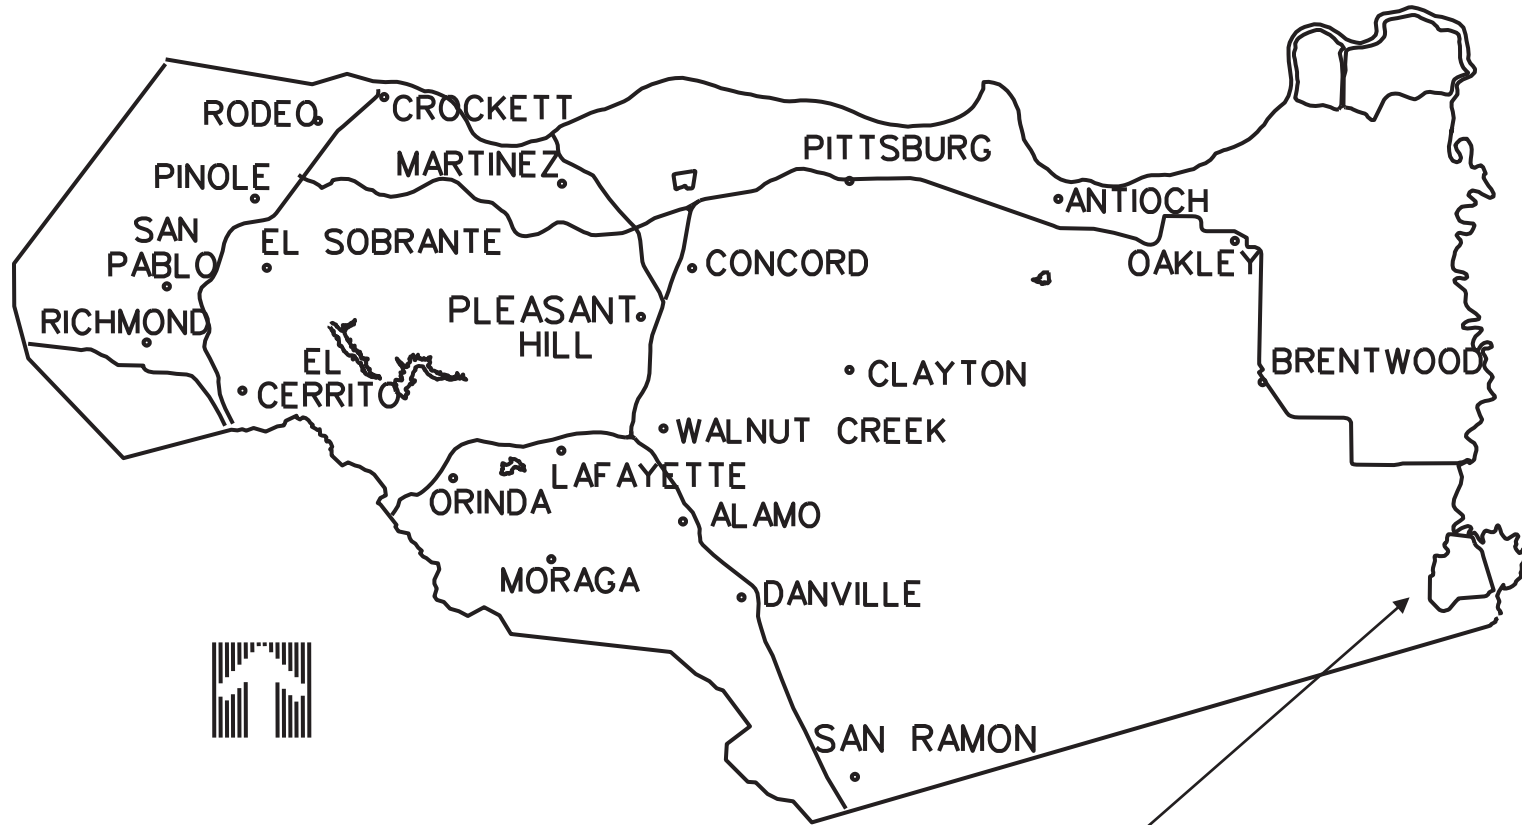 RODEO
CROCKETT
MARTINEZ
PITTSBURG
PINOLE
ANTIOCH
SAN
PABLO
EL SOBRANTE
CONCORD
OAKLEY
RICHMOND
PLEASANT
HILL
EL
CERRITO
CLAYTON
BRENTWOOD
WALNUT CREEK
LAFAYETTE
ORINDA
ALAMO
MORAGA
DANVILLE
SAN RAMON